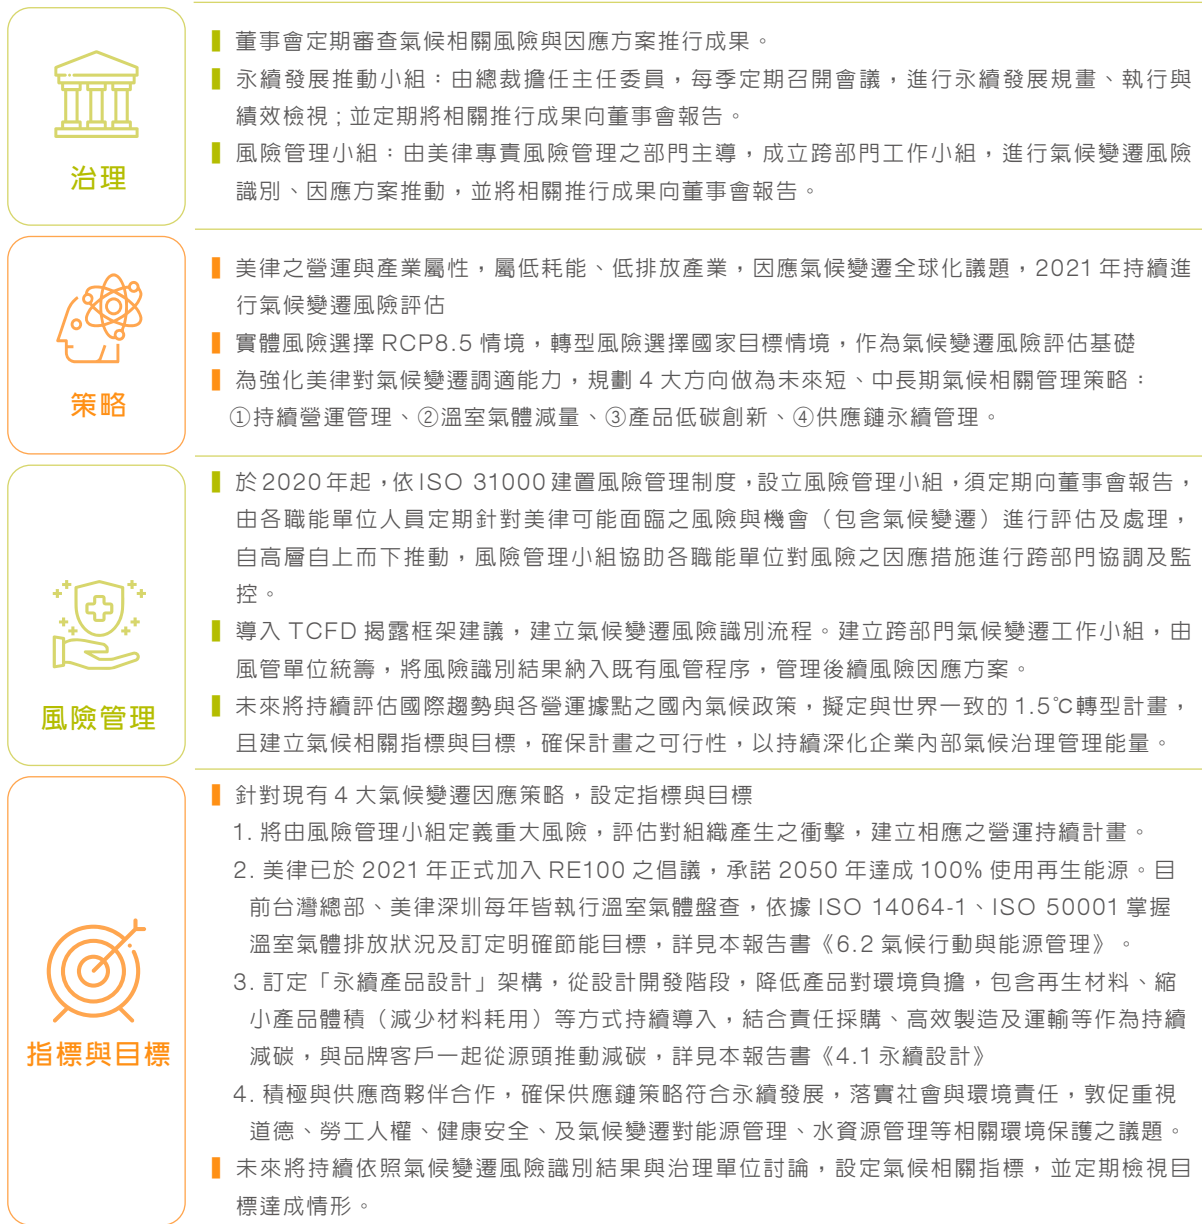 治理
董事會定期審查氣候相關風險與因應方案推行成果。
永續發展推動小組：由總裁擔任主任委員，每季定期召開會議，進行永續發展規畫、執行與
績效檢視；並定期將相關推行成果向董事會報告。
風險管理小組：由美律專責風險管理之部門主導，成立跨部門工作小組，進行氣候變遷風險
識別、因應方案推動，並將相關推行成果向董事會報告。
策略
美律之營運與產業屬性，屬低耗能、低排放產業，因應氣候變遷全球化議題，2021 年持續進
行氣候變遷風險評估
實體風險選擇 RCP8.5 情境，轉型風險選擇國家目標情境，作為氣候變遷風險評估基礎
為強化美律對氣候變遷調適能力，規劃 4 大方向做為未來短、中長期氣候相關管理策略：
①持續營運管理、②溫室氣體減量、③產品低碳創新、④供應鏈永續管理。
風險管理
於 2020 年起，依 ISO 31000 建置風險管理制度，設立風險管理小組，須定期向董事會報告，
由各職能單位人員定期針對美律可能面臨之風險與機會（包含氣候變遷）進行評估及處理，
自高層自上而下推動，風險管理小組協助各職能單位對風險之因應措施進行跨部門協調及監
控。
導入 TCFD 揭露框架建議，建立氣候變遷風險識別流程。建立跨部門氣候變遷工作小組，由
風管單位統籌，將風險識別結果納入既有風管程序，管理後續風險因應方案。
未來將持續評估國際趨勢與各營運據點之國內氣候政策，擬定與世界一致的 1.5℃轉型計畫，
且建立氣候相關指標與目標，確保計畫之可行性，以持續深化企業內部氣候治理管理能量。
指標與目標
針對現有 4 大氣候變遷因應策略，設定指標與目標
1. 將由風險管理小組定義重大風險，評估對組織產生之衝擊，建立相應之營運持續計畫。
2. 美律已於 2021 年正式加入 RE100 之倡議，承諾 2050 年達成 100% 使用再生能源。目
前台灣總部、美律深圳每年皆執行溫室氣體盤查，依據 ISO 14064-1、ISO 50001 掌握
溫室氣體排放狀況及訂定明確節能目標，詳見本報告書《6.2 氣候行動與能源管理》。
3. 訂定「永續產品設計」架構，從設計開發階段，降低產品對環境負擔，包含再生材料、縮
小產品體積（減少材料耗用）等方式持續導入，結合責任採購、高效製造及運輸等作為持續
減碳，與品牌客戶一起從源頭推動減碳，詳見本報告書《4.1 永續設計》
4. 積極與供應商夥伴合作，確保供應鏈策略符合永續發展，落實社會與環境責任，敦促重視
道德、勞工人權、健康安全、及氣候變遷對能源管理、水資源管理等相關環境保護之議題。
未來將持續依照氣候變遷風險識別結果與治理單位討論，設定氣候相關指標，並定期檢視目
標達成情形。